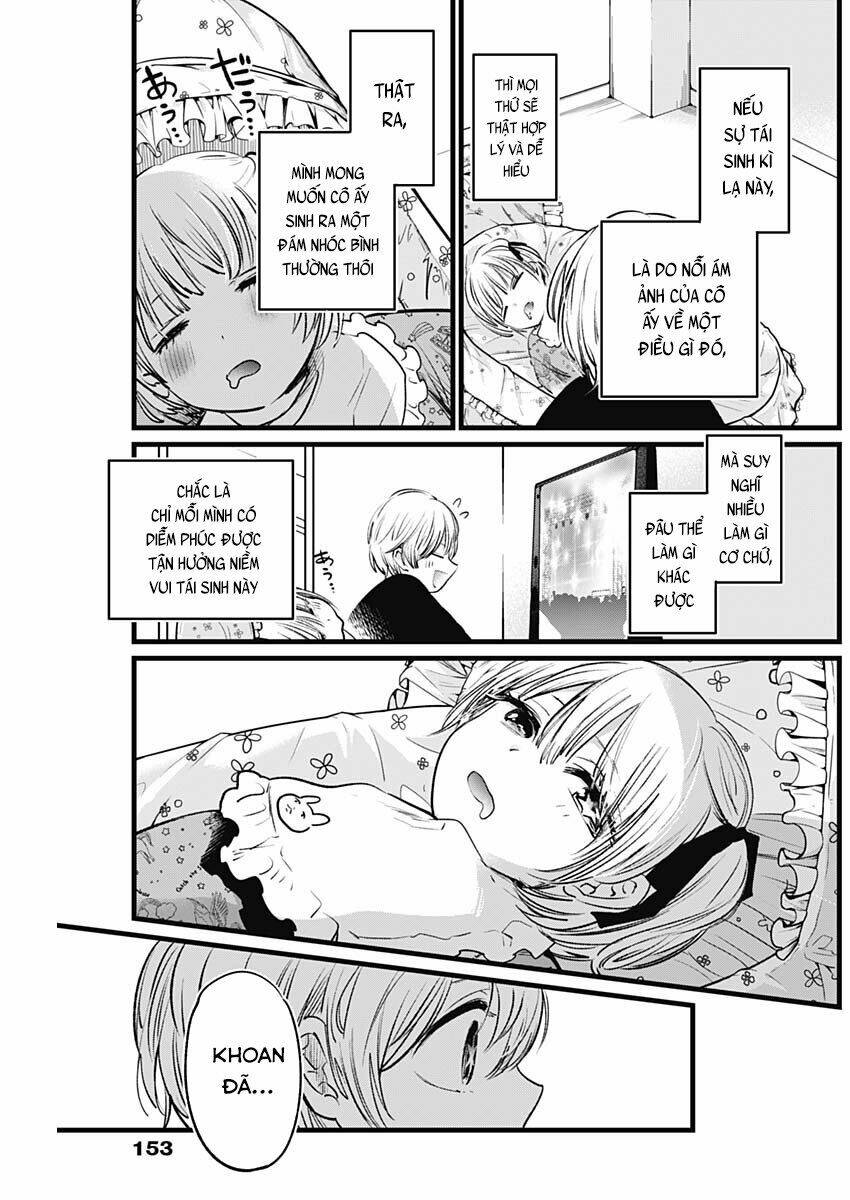 NẾU
SỰ TÁI
SINH KÌ
LẠ NÀY,
LÀ DO NỖI ÁM
ẢNH CỦA CÔ
ẤY VỀ MỘT
ĐIỀU GÌ ĐÓ,
THÌ MỌI
THỨ SẼ
THẬT HỢP
LÝ VÀ DỄ
HIỂU
THẬT
RA,
MÌNH MONG
MUỐN CÔ ẤY
SINH RA MỘT
ĐÁM NHÓC BÌNH
THƯỜNG THÔI
だぅ…
あぅ…
MÀ SUY
NGHĨ
NHIỀU
LÀM GÌ
CƠ CHỨ,
ĐÂU THỂ
LÀM GÌ
KHÁC
ĐƯỢC
あぅ…
CHẮC LÀ
CHỈ MỖI MÌNH CÓ
DIỄM PHÚC ĐƯỢC
TẬN HƯỞNG NIỀM
VUI TÁI SINH NÀY
KHOAN
ĐÃ...
153